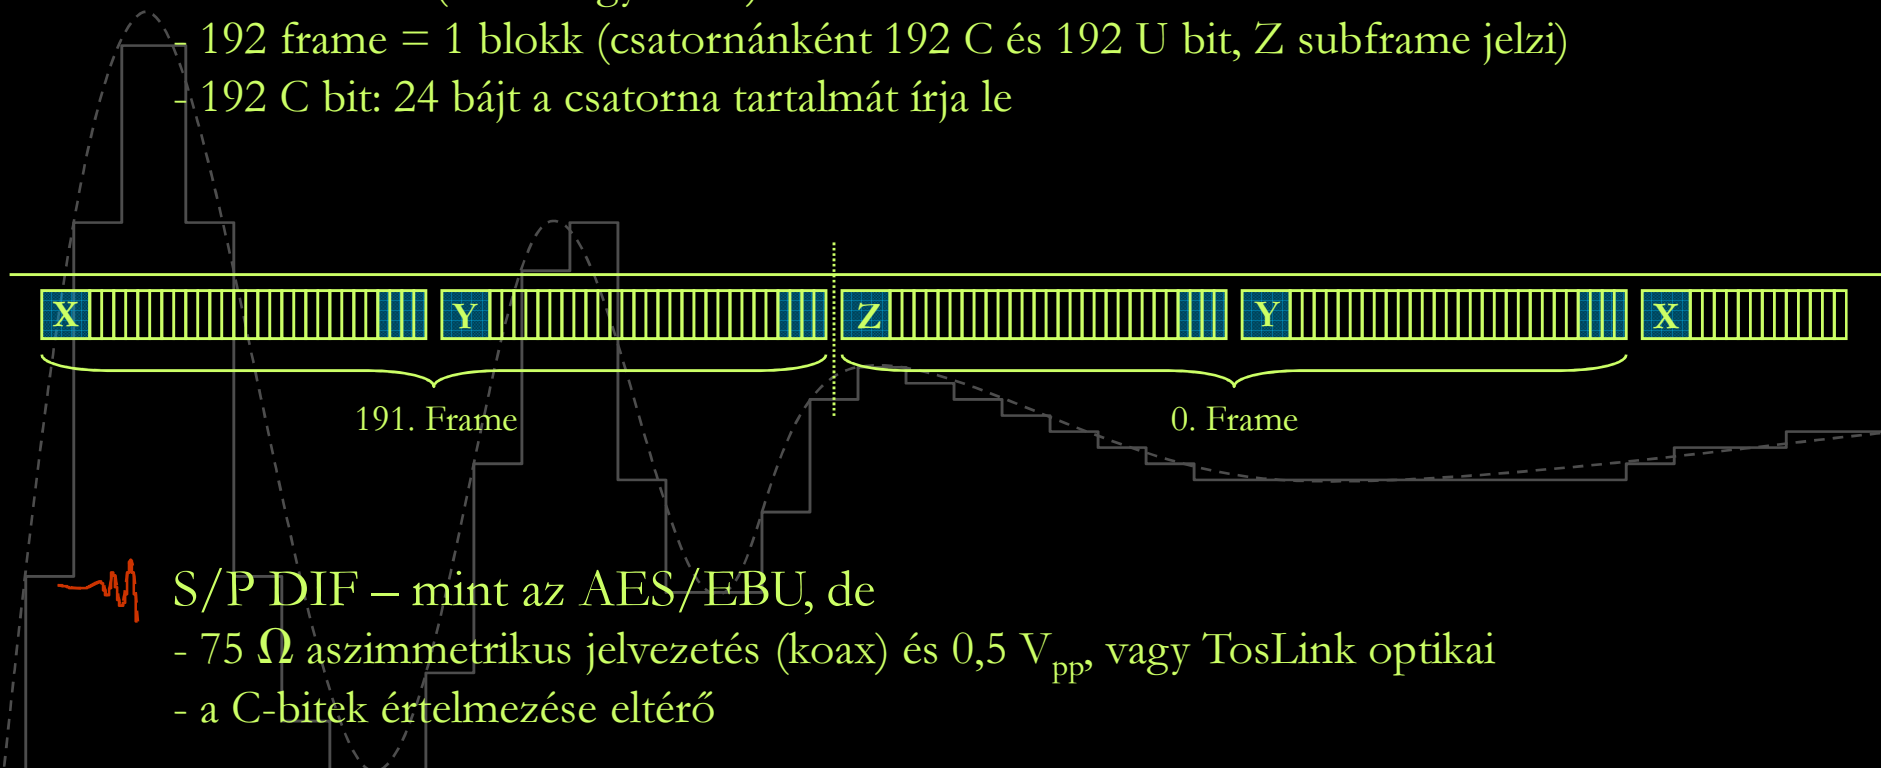 - 192 frame = 1 blokk (csatornánként 192 C és 192 U bit, Z subframe jelzi)
- 192 C bit: 24 bájt a csatorna tartalmát írja le
X Y Z Y X
191. Frame 0. Frame
S/P DIF – mint az AES/EBU, de
- 75 Ω aszimmetrikus jelvezetés (koax) és 0,5 Vpp, vagy TosLink optikai
- a C-bitek értelmezése eltérő